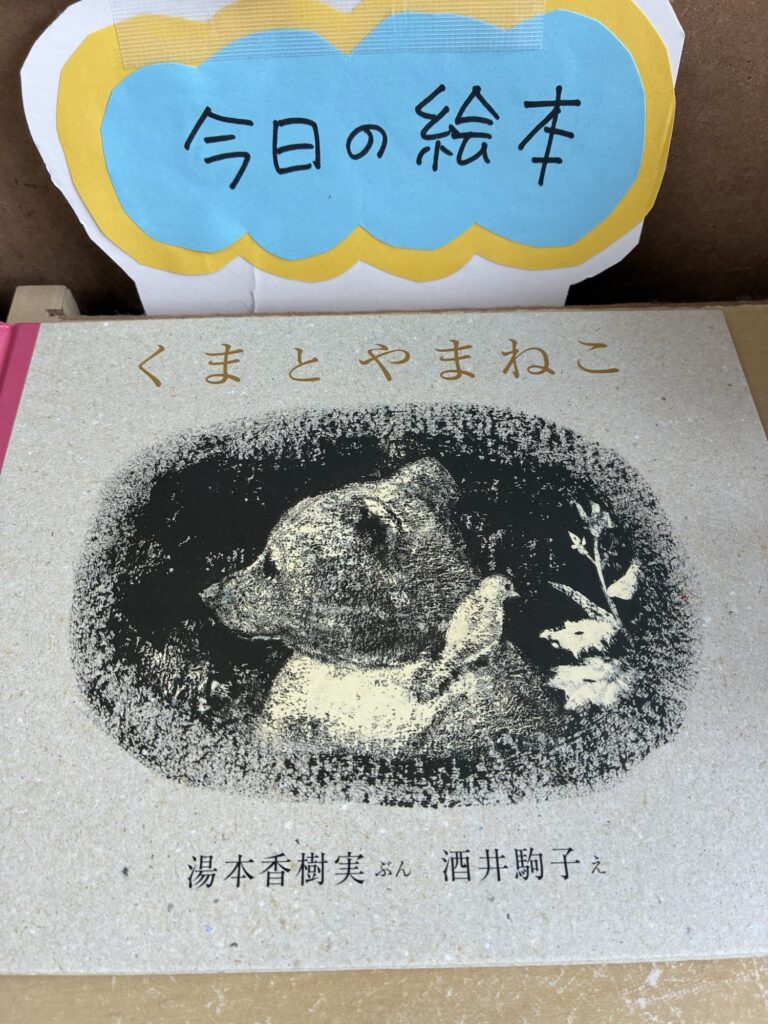 今日の絵本
くまとやまねこ
湯本香樹実 ぶん 酒井駒子 え